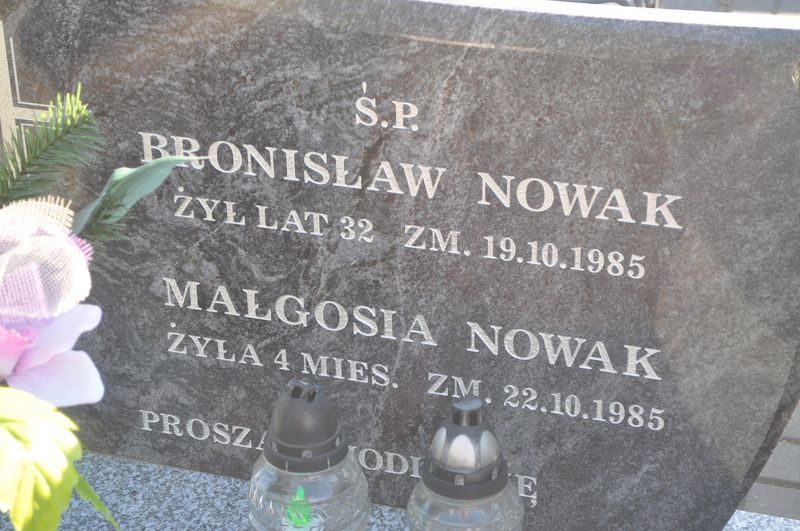 Ś.P.
BRONISŁAW NOWAK
ŻYŁ LAT 32 ZM. 19.10.1985
MAŁGOSIA NOWAK
ŻYŁA 4 MIES. ZM. 22.10.1985